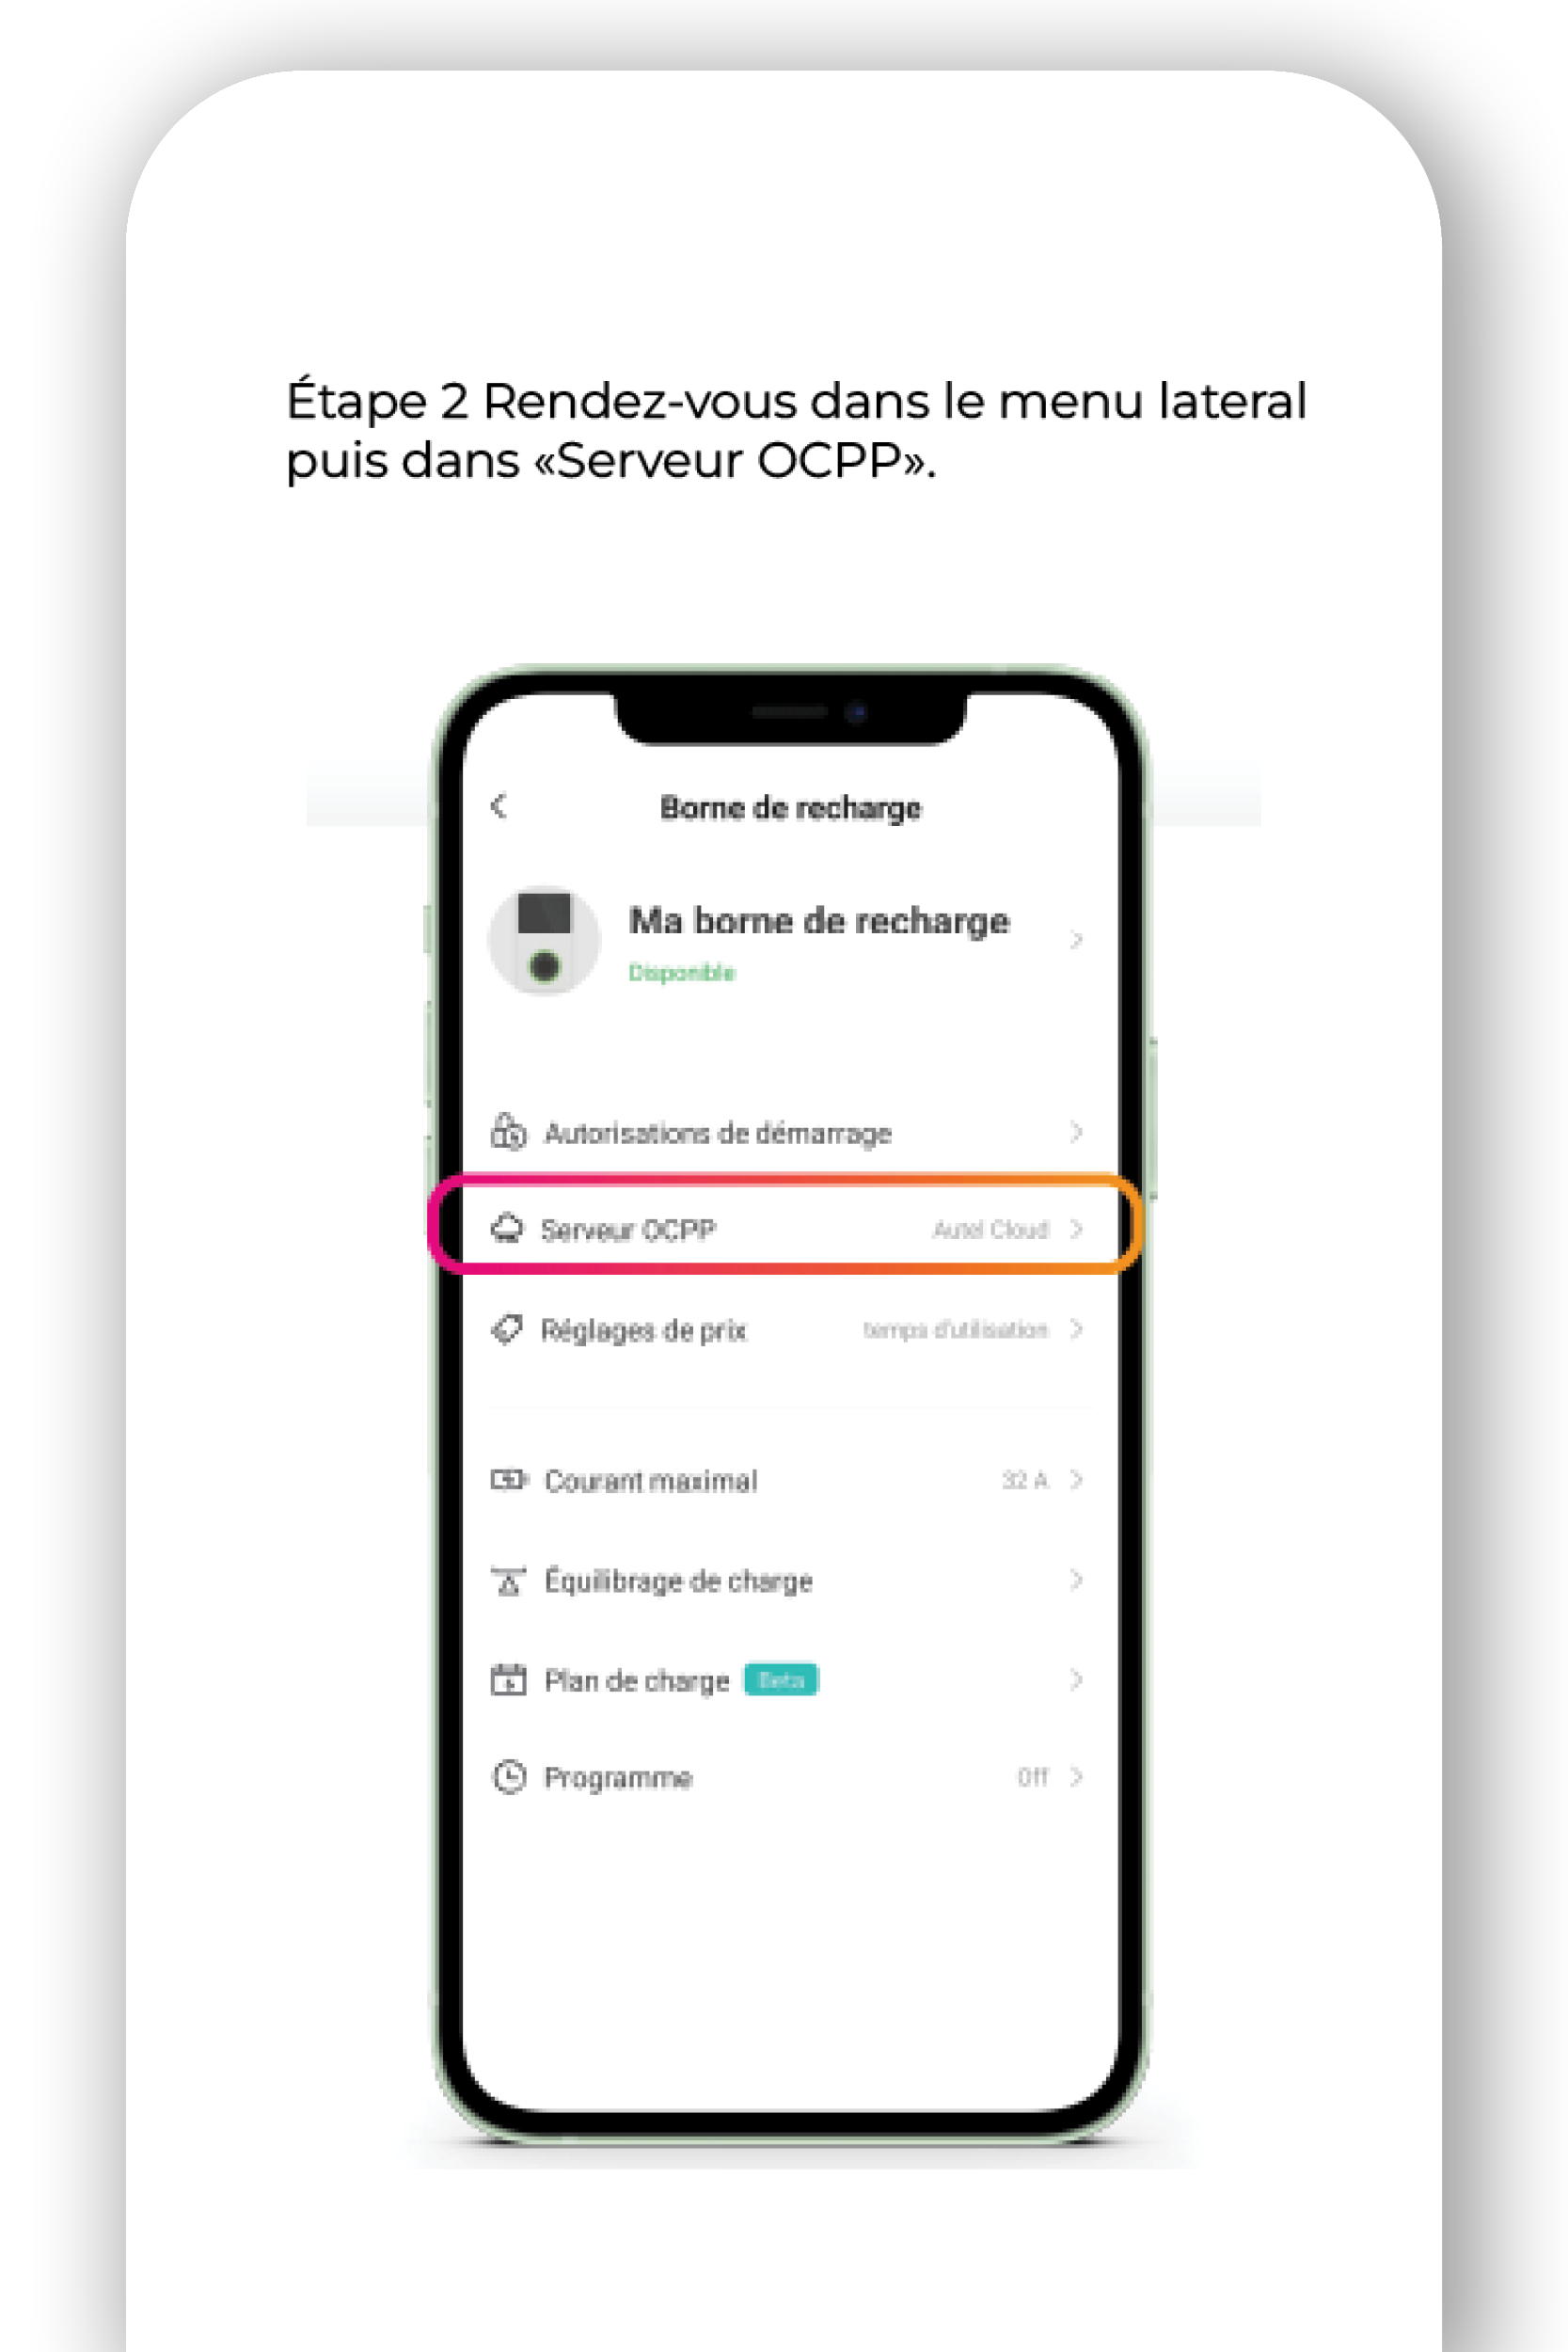 Étape 2 Rendez-vous dans le menu lateral
puis dans «Serveur OCPP».
Borne de recharge
Ma borne de recharge
Disponible
Autorisations de démarrage
Serveur OCPP Autel Cloud
Réglages de prix temps d'utilisation
Courant maximal 32 A
Équilibrage de charge
Plan de charge Beta
Programme Off